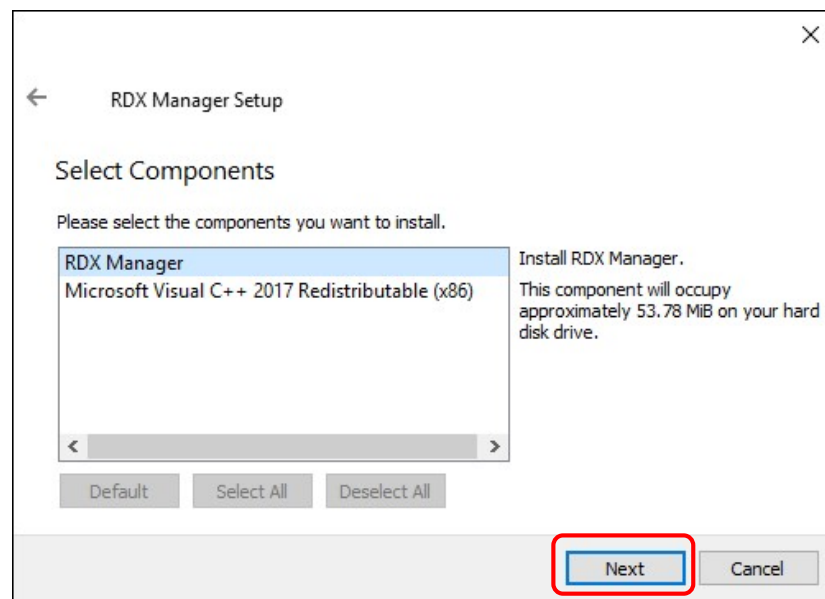 RDX Manager Setup
Select Components
Please select the components you want to install.
RDX Manager
Microsoft Visual C++ 2017 Redistributable (x86)
Install RDX Manager.
This component will occupy
approximately 53.78 MiB on your hard
disk drive.
Default
Select All
Deselect All
Next
Cancel